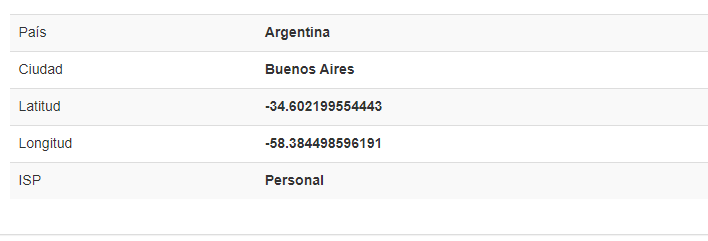 País Argentina
Ciudad Buenos Aires
Latitud -34.602199554443
Longitud -58.384498596191
ISP Personal